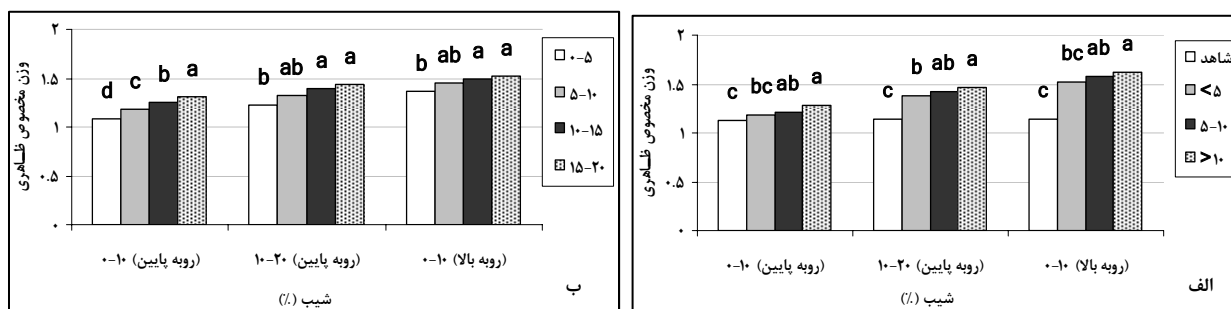 وزن مخصوص ظاهری
۲
۱.۵
۱
۰.۵
۰
c bc ab a
c b ab a
c bc ab a
شاهد
<۵
۵-۱۰
>۱۰
۰-۱۰ (روبه پایین)
۱۰-۲۰ (روبه پایین)
۰-۱۰ (روبه بالا)
شیب (٪)
الف
وزن مخصوص ظاهری
۲
۱.۵
۱
۰.۵
۰
d c b a
b ab a a
b ab a a
۰-۵
۵-۱۰
۱۰-۱۵
۱۵-۲۰
۰-۱۰ (روبه پایین)
۱۰-۲۰ (روبه پایین)
۰-۱۰ (روبه بالا)
شیب (٪)
ب